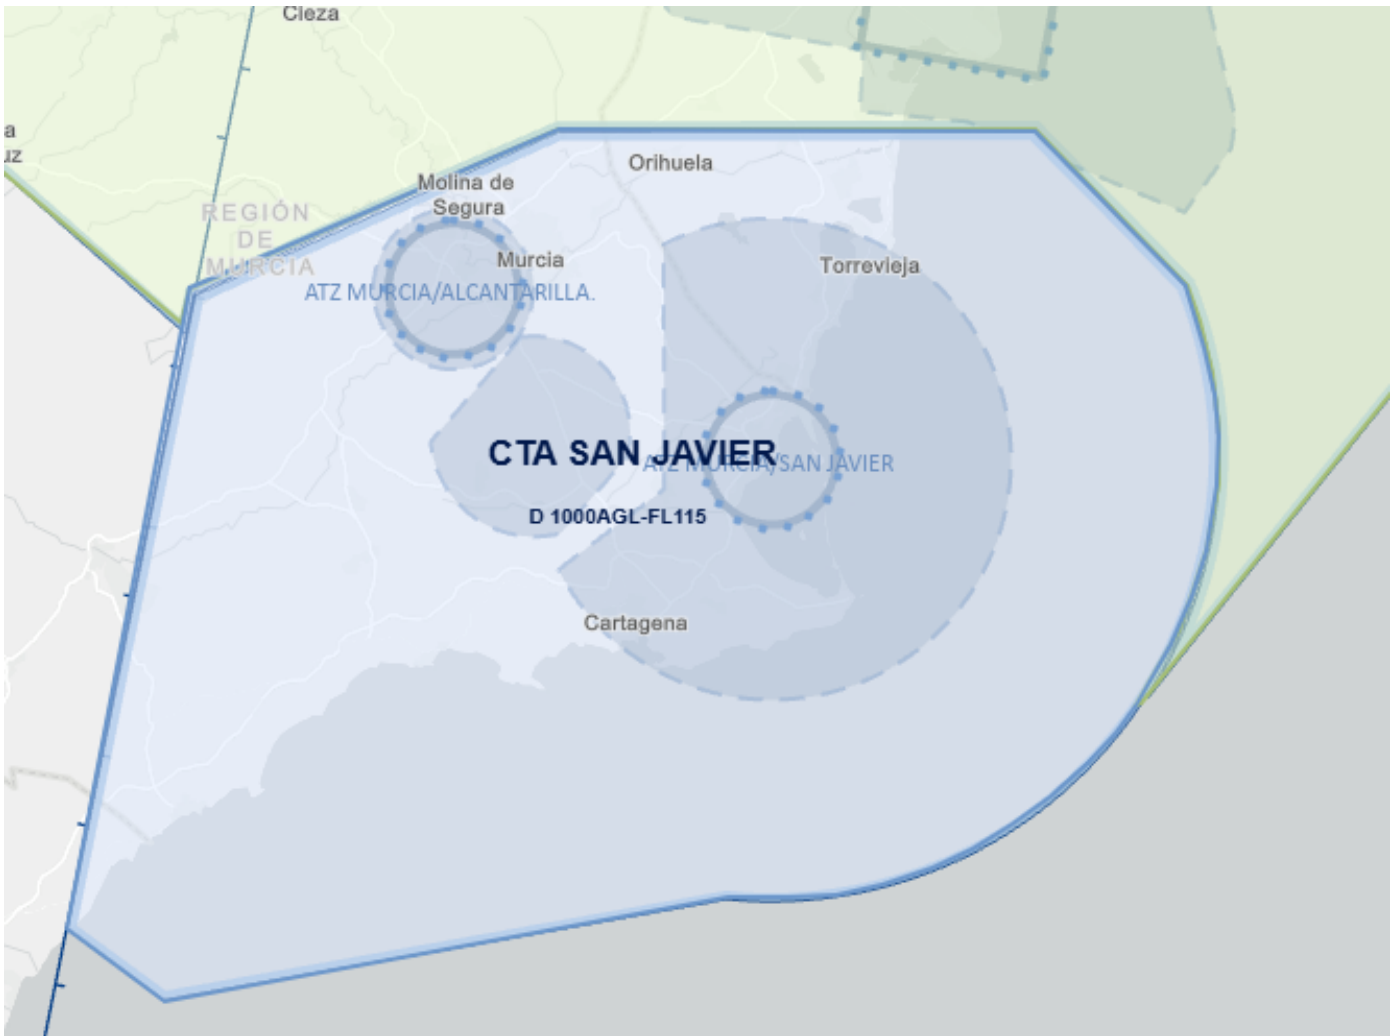 Cieza
a
uz
Orihuela
Molina de
Segura
REGIÓN
DE
MURCIA
Murcia
Torrevieja
ATZ MURCIA/ALCANTARILLA.
CTA SAN JAVIER
ATZ MURCIA/SAN JAVIER
D 1000AGL-FL115
Cartagena